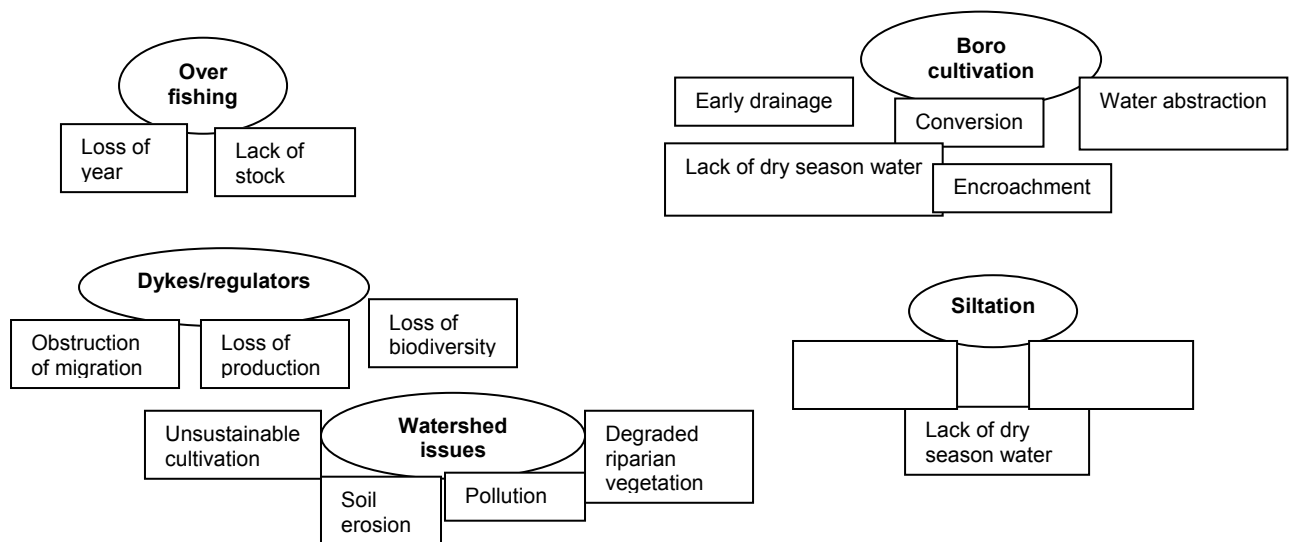 Over
fishing
Loss of
year
Lack of
stock
Boro
cultivation
Early drainage
Conversion
Water abstraction
Lack of dry season water
Encroachment
Dykes/regulators
Obstruction
of migration
Loss of
production
Loss of
biodiversity
Siltation
Lack of dry
season water
Watershed
issues
Unsustainable
cultivation
Soil
erosion
Pollution
Degraded
riparian
vegetation